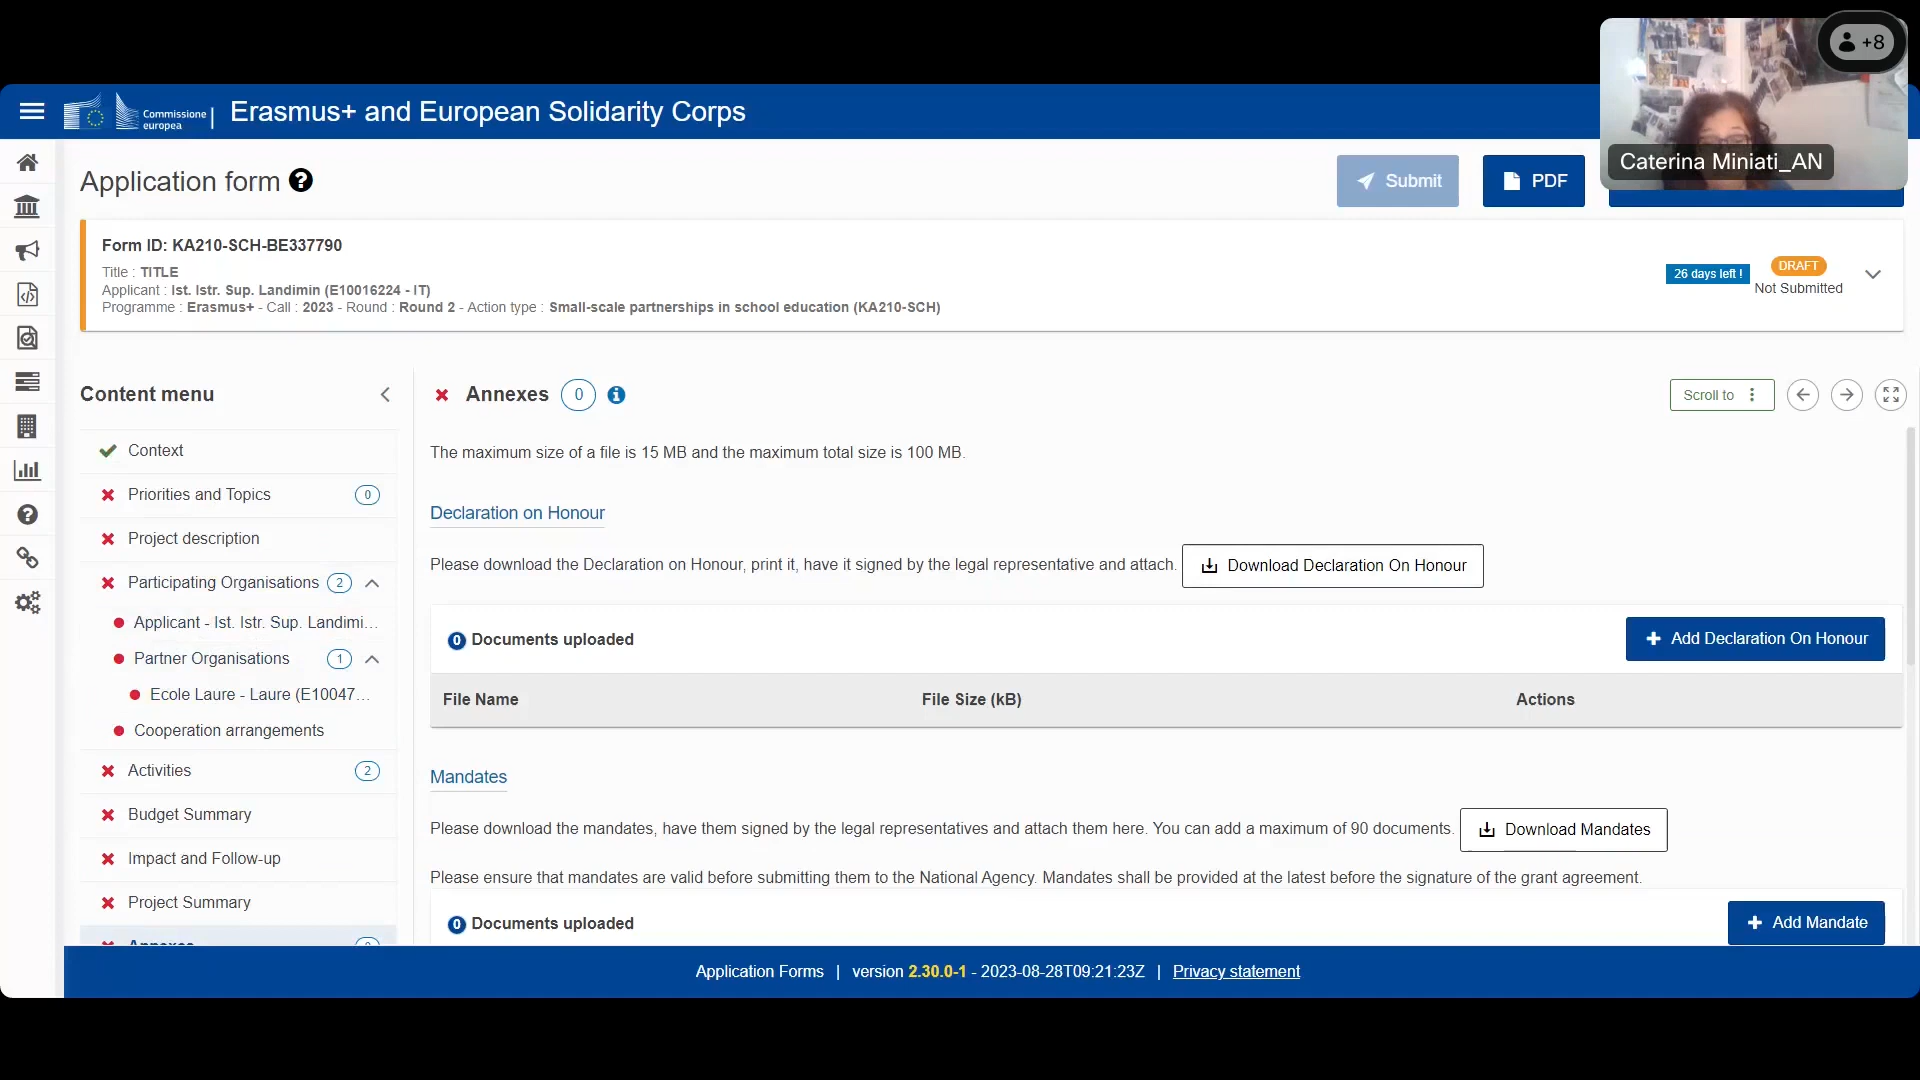 +8
Commissione
europea
Erasmus+ and European Solidarity Corps
Caterina Miniati_AN
Application form
Submit
PDF
Form ID: KA210-SCH-BE337790
Title : TITLE
Applicant : Ist. Istr. Sup. Landimin (E10016224 - IT)
Programme : Erasmus+ - Call : 2023 - Round : Round 2 - Action type : Small-scale partnerships in school education (KA210-SCH)
26 days left !
DRAFT
Not Submitted
Content menu
Context
Priorities and Topics 0
Project description
Participating Organisations 2
Applicant - Ist. Istr. Sup. Landimi...
Partner Organisations 1
Ecole Laure - Laure (E10047...
Cooperation arrangements
Activities 2
Budget Summary
Impact and Follow-up
Project Summary
Annexes 0
Annexes 0
Scroll to
The maximum size of a file is 15 MB and the maximum total size is 100 MB.
Declaration on Honour
Please download the Declaration on Honour, print it, have it signed by the legal representative and attach.
Download Declaration On Honour
0 Documents uploaded
Add Declaration On Honour
File Name File Size (kB) Actions
Mandates
Please download the mandates, have them signed by the legal representatives and attach them here. You can add a maximum of 90 documents.
Download Mandates
Please ensure that mandates are valid before submitting them to the National Agency. Mandates shall be provided at the latest before the signature of the grant agreement.
0 Documents uploaded
Add Mandate
Application Forms | version 2.30.0-1 - 2023-08-28T09:21:23Z | Privacy statement